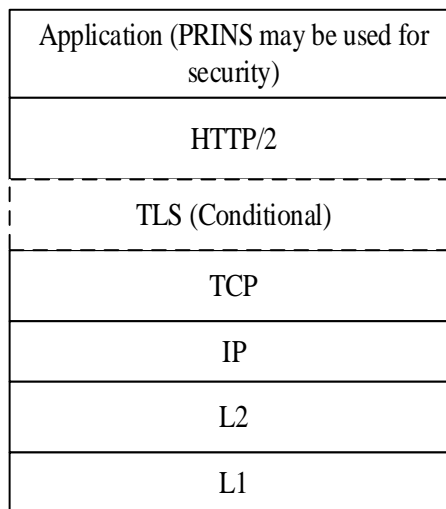 Application (PRINS may be used for
security)
HTTP/2
TLS (Conditional)
TCP
IP
L2
L1